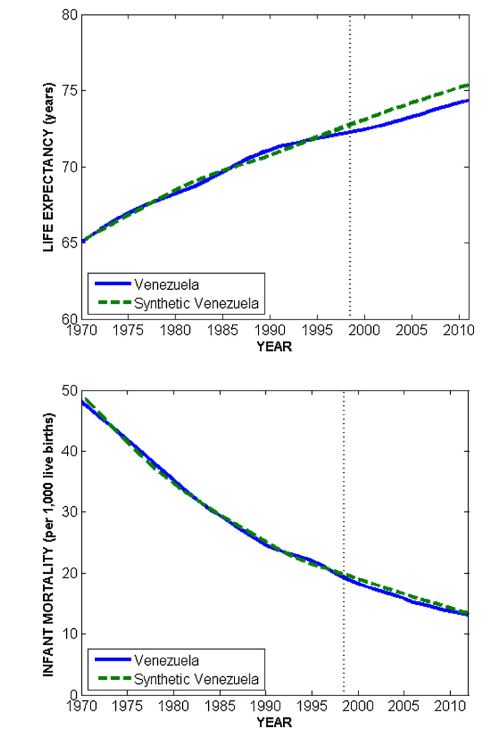 80
75
70
65
60
LIFE EXPECTANCY (years)
Venezuela
Synthetic Venezuela
1970 1975 1980 1985 1990 1995 2000 2005 2010
YEAR
50
40
30
20
10
0
INFANT MORTALITY (per 1,000 live births)
Venezuela
Synthetic Venezuela
1970 1975 1980 1985 1990 1995 2000 2005 2010
YEAR